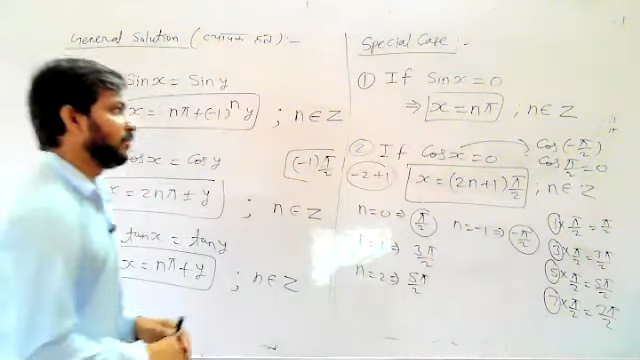 General Solution (व्यापक हल) :-
Sinx = Siny
x = nπ+(-1)ⁿy ; n∈Z
Cosx = Cosy
(-1)π/2
x = 2nπ ± y ; n∈Z
tanx = tany
x = nπ+y ; n∈Z
Special Case :-
① If Sinx = 0
⇒ x = nπ ; n∈Z
② If Cosx = 0
Cos(-π/2)
Cos π/2 = 0
-2+1
x = (2n+1)π/2 ; n∈Z
n=0 ⇒ π/2
n=-1 ⇒ -π/2
n=1 ⇒ 3π/2
n=2 ⇒ 5π/2
1×π/2 = π/2
3×π/2 = 3π/2
5×π/2 = 5π/2
7×π/2 = 7π/2